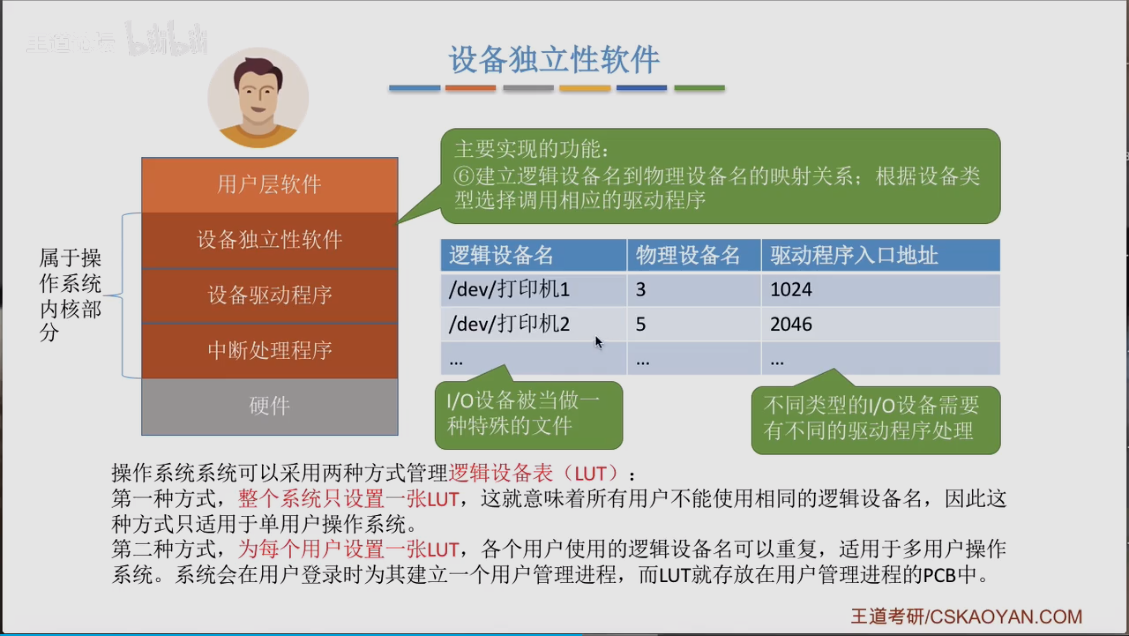 王道论坛 bilibili
设备独立性软件
用户层软件
设备独立性软件
设备驱动程序
中断处理程序
硬件
属于操
作系统
内核部
分
主要实现的功能：
⑥建立逻辑设备名到物理设备名的映射关系；根据设备类
型选择调用相应的驱动程序
逻辑设备名 物理设备名 驱动程序入口地址
/dev/打印机1 3 1024
/dev/打印机2 5 2046
... ... ...
I/O设备被当做一
种特殊的文件
不同类型的I/O设备需要
有不同的驱动程序处理
操作系统系统可以采用两种方式管理逻辑设备表（LUT）：
第一种方式，整个系统只设置一张LUT，这就意味着所有用户不能使用相同的逻辑设备名，因此这
种方式只适用于单用户操作系统。
第二种方式，为每个用户设置一张LUT，各个用户使用的逻辑设备名可以重复，适用于多用户操作
系统。系统会在用户登录时为其建立一个用户管理进程，而LUT就存放在用户管理进程的PCB中。
王道考研/CSKAOYAN.COM